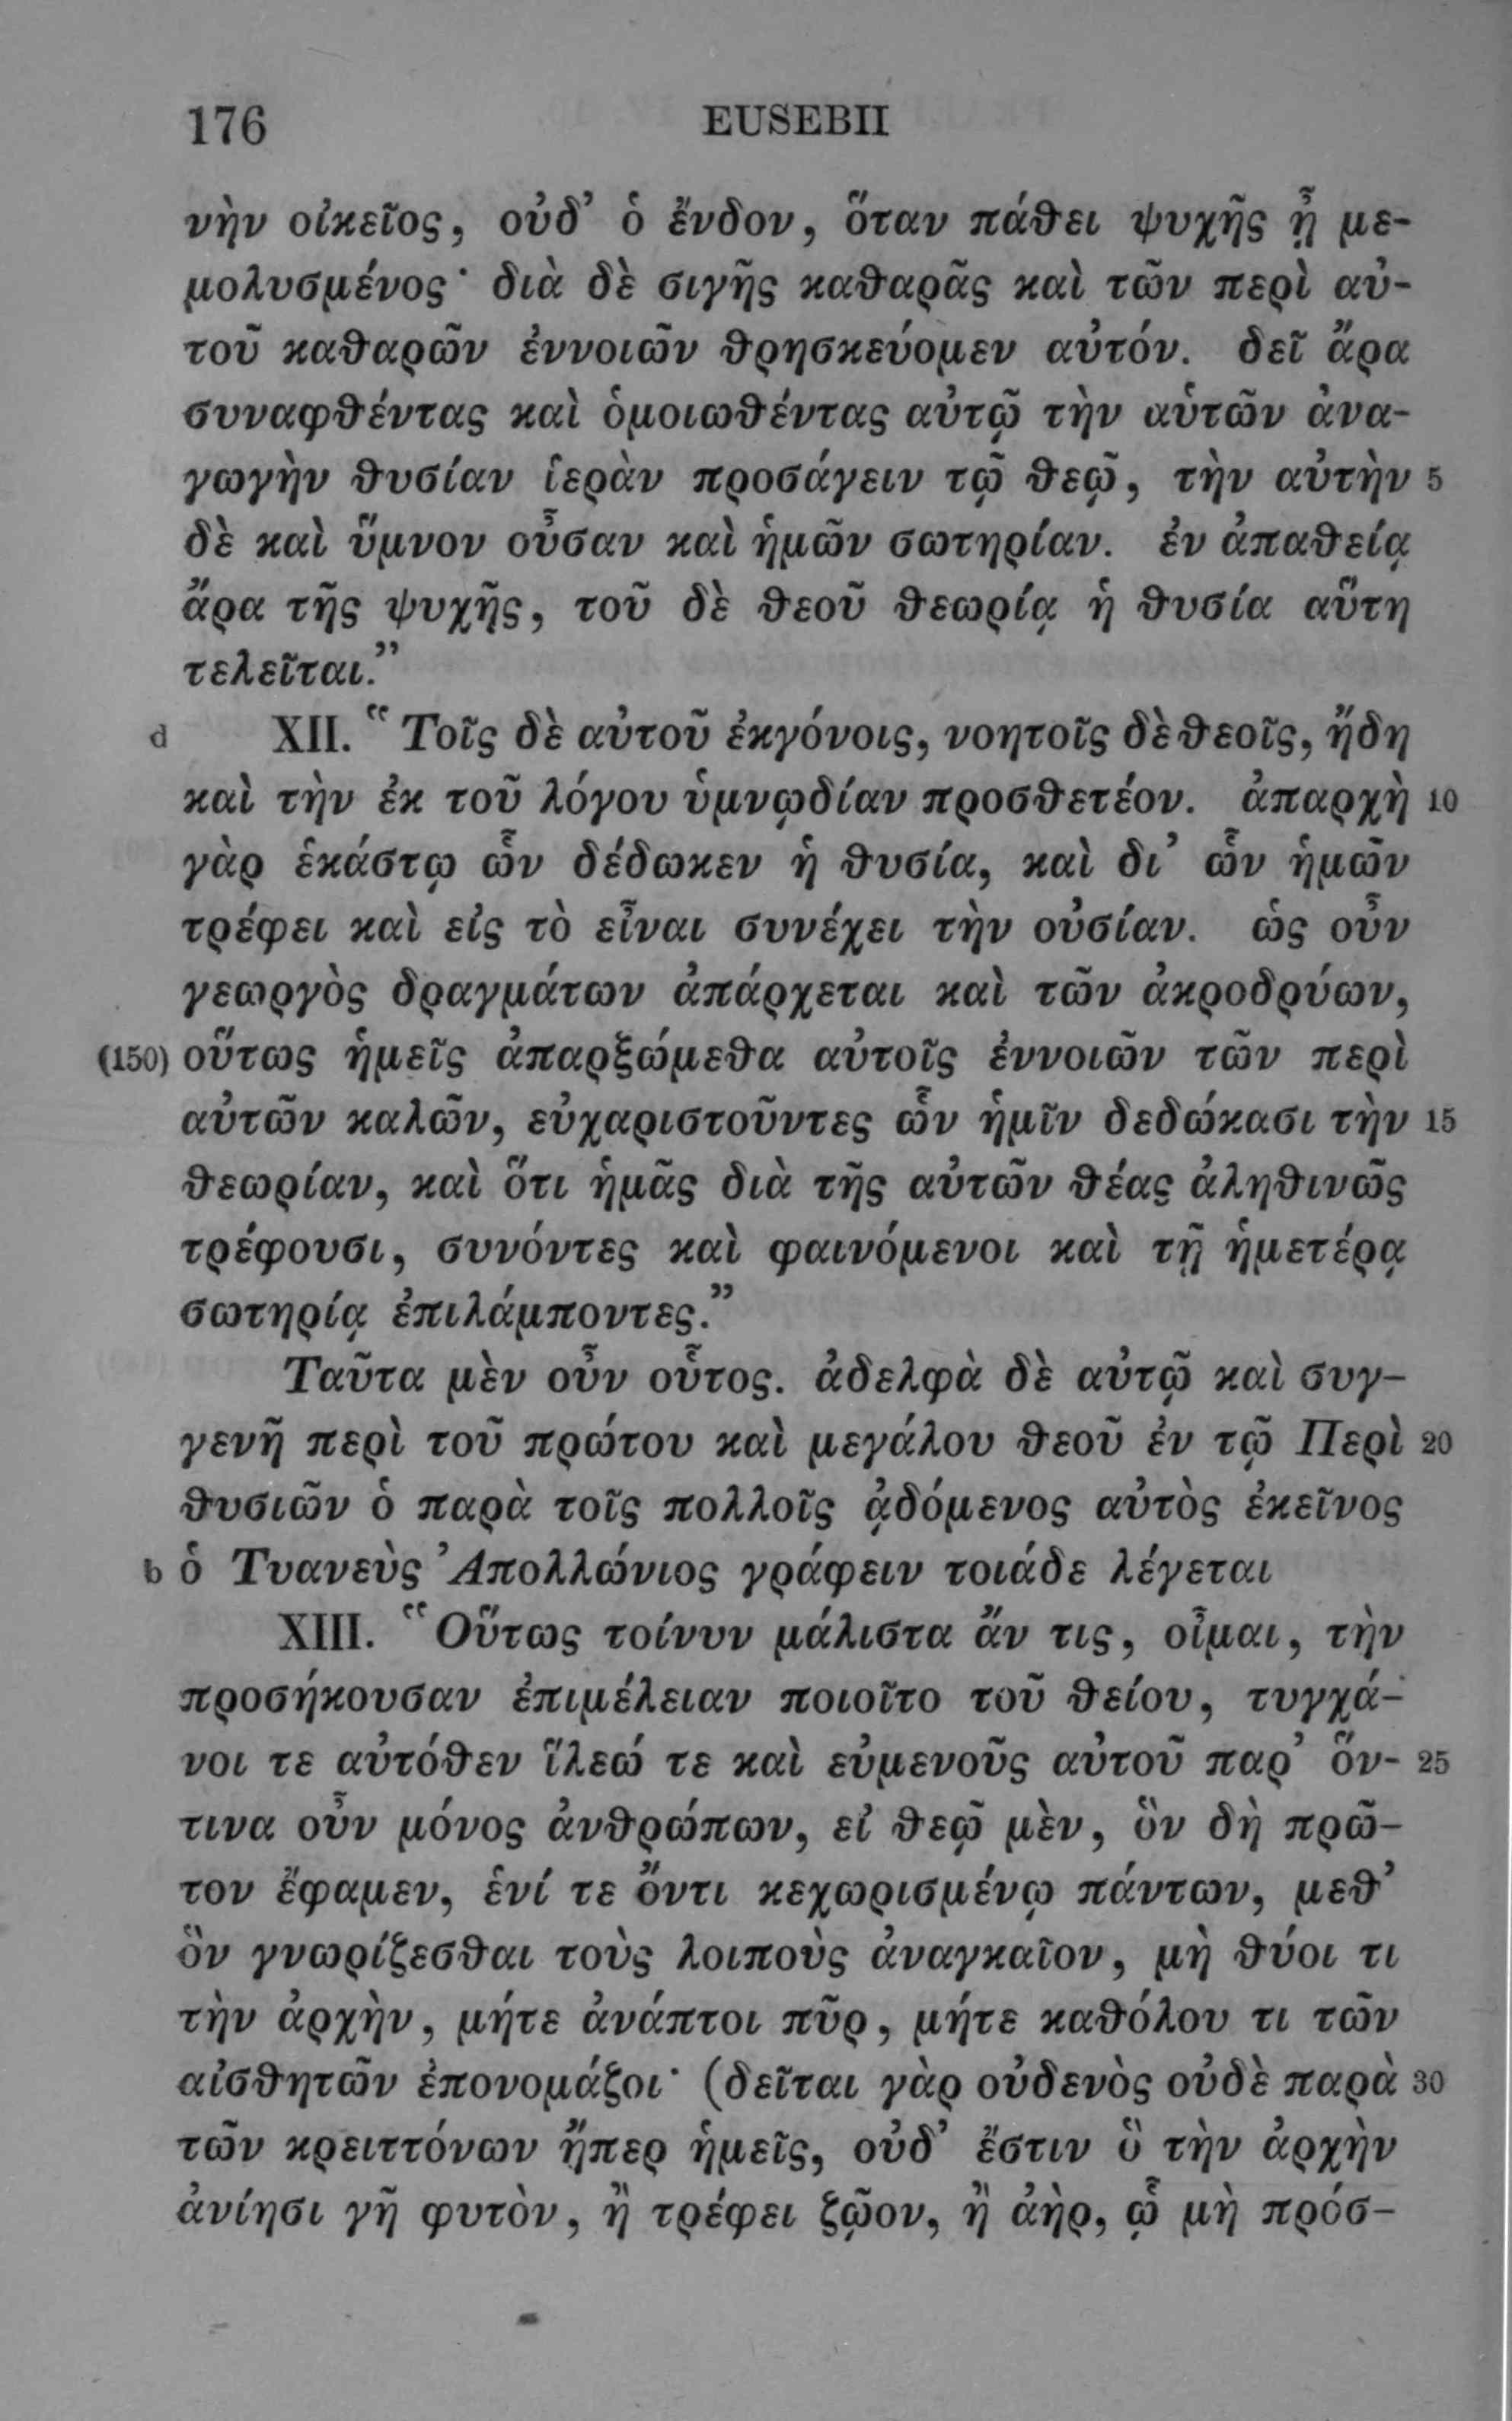 176 EUSEBII
νὴν οἰκεῖος, οὐδ’ ὁ ἔνδον, ὅταν πάθει ψυχῆς ᾖ με-
μολυσμένος· διὰ δὲ σιγῆς καθαρᾶς καὶ τῶν περὶ αὐ-
τοῦ καθαρῶν ἐννοιῶν θρησκεύομεν αὐτόν. δεῖ ἄρα
συναφθέντας καὶ ὁμοιωθέντας αὐτῷ τὴν αὑτῶν ἀνα-
γωγὴν θυσίαν ἱερὰν προσάγειν τῷ θεῷ, τὴν αὐτὴν 5
δὲ καὶ ὕμνον οὖσαν καὶ ἡμῶν σωτηρίαν. ἐν ἀπαθείᾳ
ἄρα τῆς ψυχῆς, τοῦ δὲ θεοῦ θεωρίᾳ ἡ θυσία αὕτη
τελεῖται.”
d XII. “Τοῖς δὲ αὐτοῦ ἐκγόνοις, νοητοῖς δὲ θεοῖς, ἤδη
καὶ τὴν ἐκ τοῦ λόγου ὑμνῳδίαν προσθετέον. ἀπαρχὴ 10
γὰρ ἑκάστῳ ὧν δέδωκεν ἡ θυσία, καὶ δι’ ὧν ἡμῶν
τρέφει καὶ εἰς τὸ εἶναι συνέχει τὴν οὐσίαν. ὡς οὖν
γεωργὸς δραγμάτων ἀπάρχεται καὶ τῶν ἀκροδρύων,
(150) οὕτως ἡμεῖς ἀπαρξώμεθα αὐτοῖς ἐννοιῶν τῶν περὶ
αὐτῶν καλῶν, εὐχαριστοῦντες ὧν ἡμῖν δεδώκασι τὴν 15
θεωρίαν, καὶ ὅτι ἡμᾶς διὰ τῆς αὐτῶν θέας ἀληθινῶς
τρέφουσι, συνόντες καὶ φαινόμενοι καὶ τῇ ἡμετέρᾳ
σωτηρίᾳ ἐπιλάμποντες.”
Ταῦτα μὲν οὖν οὗτος. ἀδελφὰ δὲ αὐτῷ καὶ συγ-
γενῆ περὶ τοῦ πρώτου καὶ μεγάλου θεοῦ ἐν τῷ Περὶ 20
θυσιῶν ὁ παρὰ τοῖς πολλοῖς ᾀδόμενος αὐτὸς ἐκεῖνος
b ὁ Τυανεὺς Ἀπολλώνιος γράφειν τοιάδε λέγεται
XIII. “Οὕτως τοίνυν μάλιστα ἄν τις, οἶμαι, τὴν
προσήκουσαν ἐπιμέλειαν ποιοῖτο τοῦ θείου, τυγχά-
νοι τε αὐτόθεν ἵλεώ τε καὶ εὐμενοῦς αὐτοῦ παρ’ ὅν- 25
τινα οὖν μόνος ἀνθρώπων, εἰ θεῷ μὲν, ὃν δὴ πρῶ-
τον ἔφαμεν, ἑνί τε ὄντι κεχωρισμένῳ πάντων, μεθ’
ὃν γνωρίζεσθαι τοὺς λοιποὺς ἀναγκαῖον, μὴ θύοι τι
τὴν ἀρχὴν, μήτε ἀνάπτοι πῦρ, μήτε καθόλου τι τῶν
αἰσθητῶν ἐπονομάζοι· (δεῖται γὰρ οὐδενὸς οὐδὲ παρὰ 30
τῶν κρειττόνων ἤπερ ἡμεῖς, οὐδ’ ἔστιν ὃ τὴν ἀρχὴν
ἀνίησι γῆ φυτὸν, ἢ τρέφει ζῷον, ἢ ἀὴρ, ᾧ μὴ πρόσ-